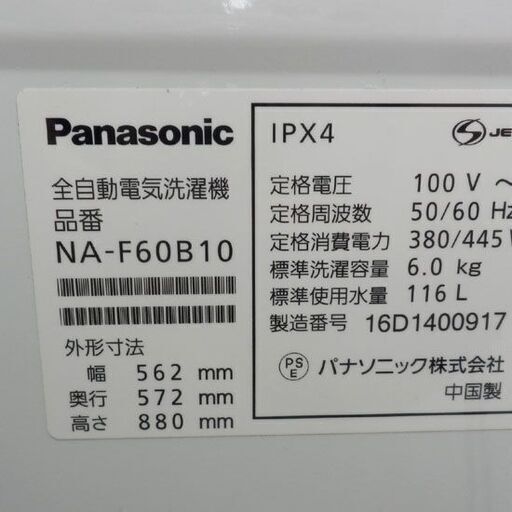 Panasonic
全自動電気洗濯機
品番
NA-F60B10
外形寸法
幅 562 mm
奥行 572 mm
高さ 880 mm
IPX4
S JE
定格電圧 100 V ～
定格周波数 50/60 Hz
定格消費電力 380/445 W
標準洗濯容量 6.0 kg
標準使用水量 116 L
製造番号 16D1400917
PS
E
パナソニック株式会社
中国製